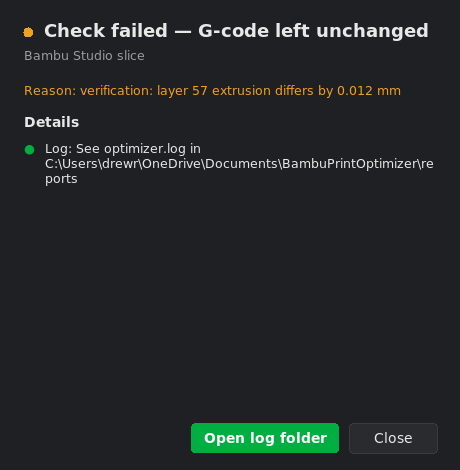 Check failed — G-code left unchanged
Bambu Studio slice
Reason: verification: layer 57 extrusion differs by 0.012 mm
Details
Log: See optimizer.log in
C:\Users\drewr\OneDrive\Documents\BambuPrintOptimizer\re
ports
Open log folder
Close